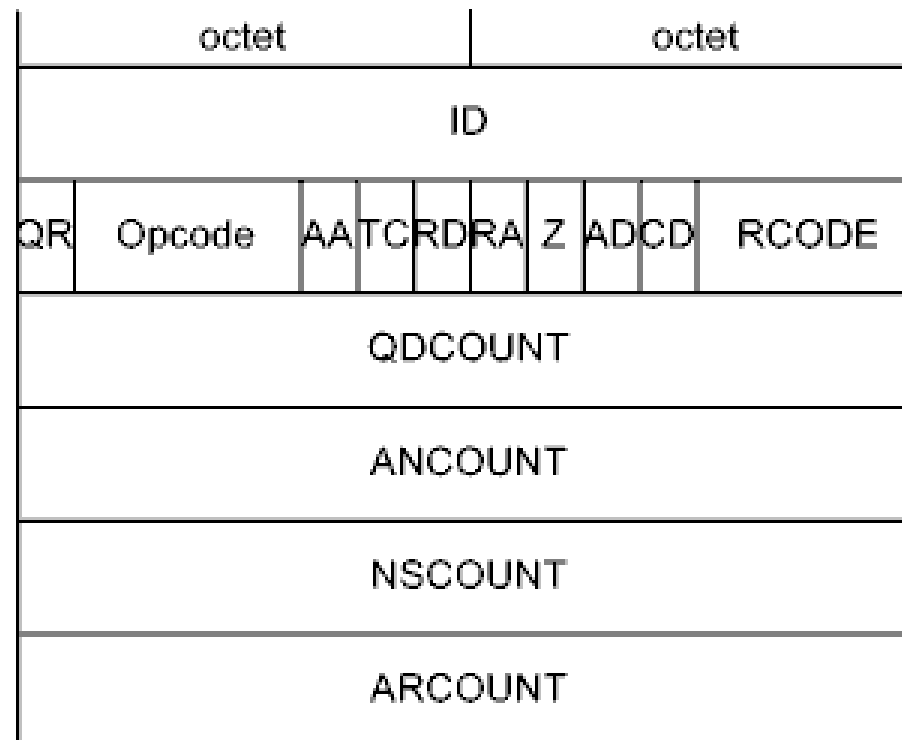 octet octet
ID
QR Opcode AA TC RD RA Z AD CD RCODE
QDCOUNT
ANCOUNT
NSCOUNT
ARCOUNT